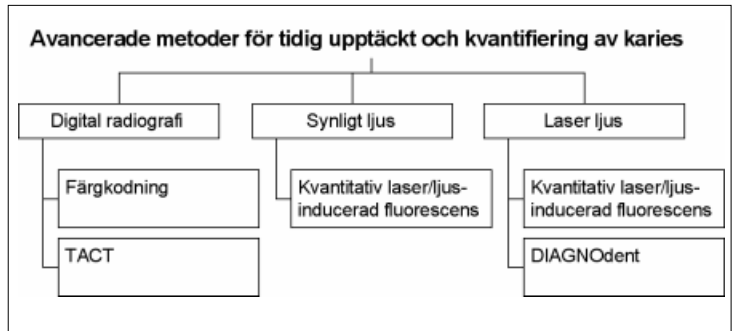 Avancerade metoder för tidig upptäckt och kvantifiering av karies
Digital radiografi
Synligt ljus
Laser ljus
Färgkodning
Kvantitativ laser/ljus-
inducerad fluorescens
Kvantitativ laser/ljus-
inducerad fluorescens
TACT
DIAGNOdent